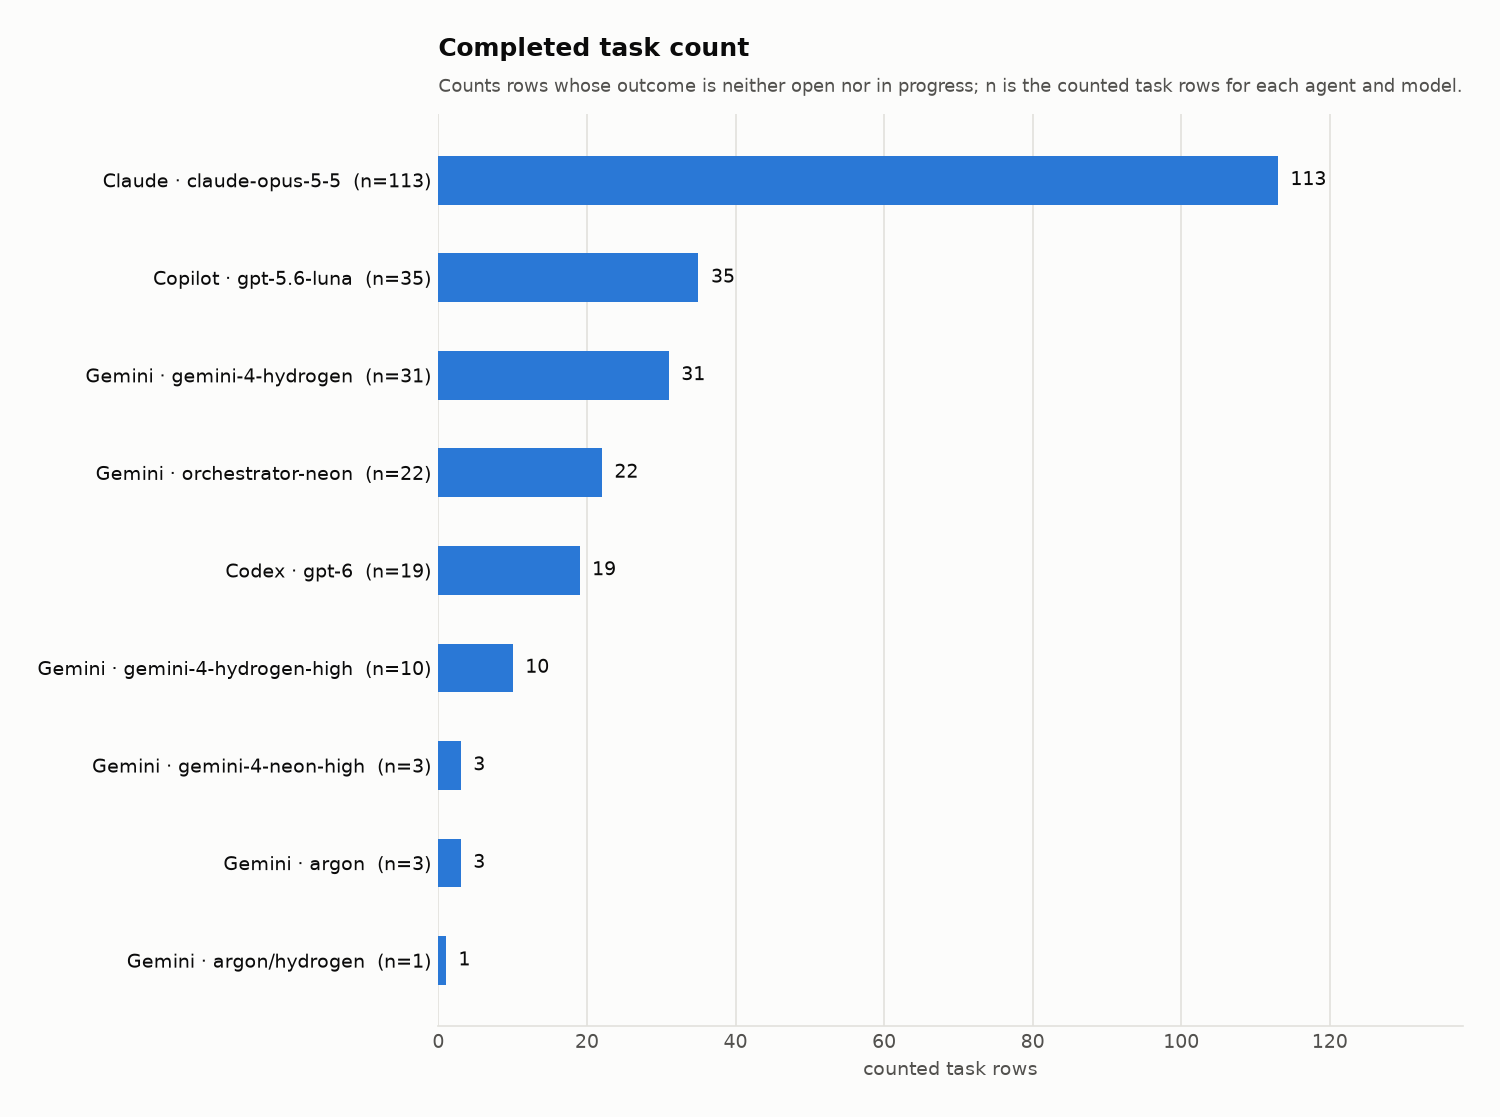 Completed task count
Counts rows whose outcome is neither open nor in progress; n is the counted task rows for each agent and model.
Claude · claude-opus-5-5 (n=113) 113
Copilot · gpt-5.6-luna (n=35) 35
Gemini · gemini-4-hydrogen (n=31) 31
Gemini · orchestrator-neon (n=22) 22
Codex · gpt-6 (n=19) 19
Gemini · gemini-4-hydrogen-high (n=10) 10
Gemini · gemini-4-neon-high (n=3) 3
Gemini · argon (n=3) 3
Gemini · argon/hydrogen (n=1) 1
0 20 40 60 80 100 120
counted task rows